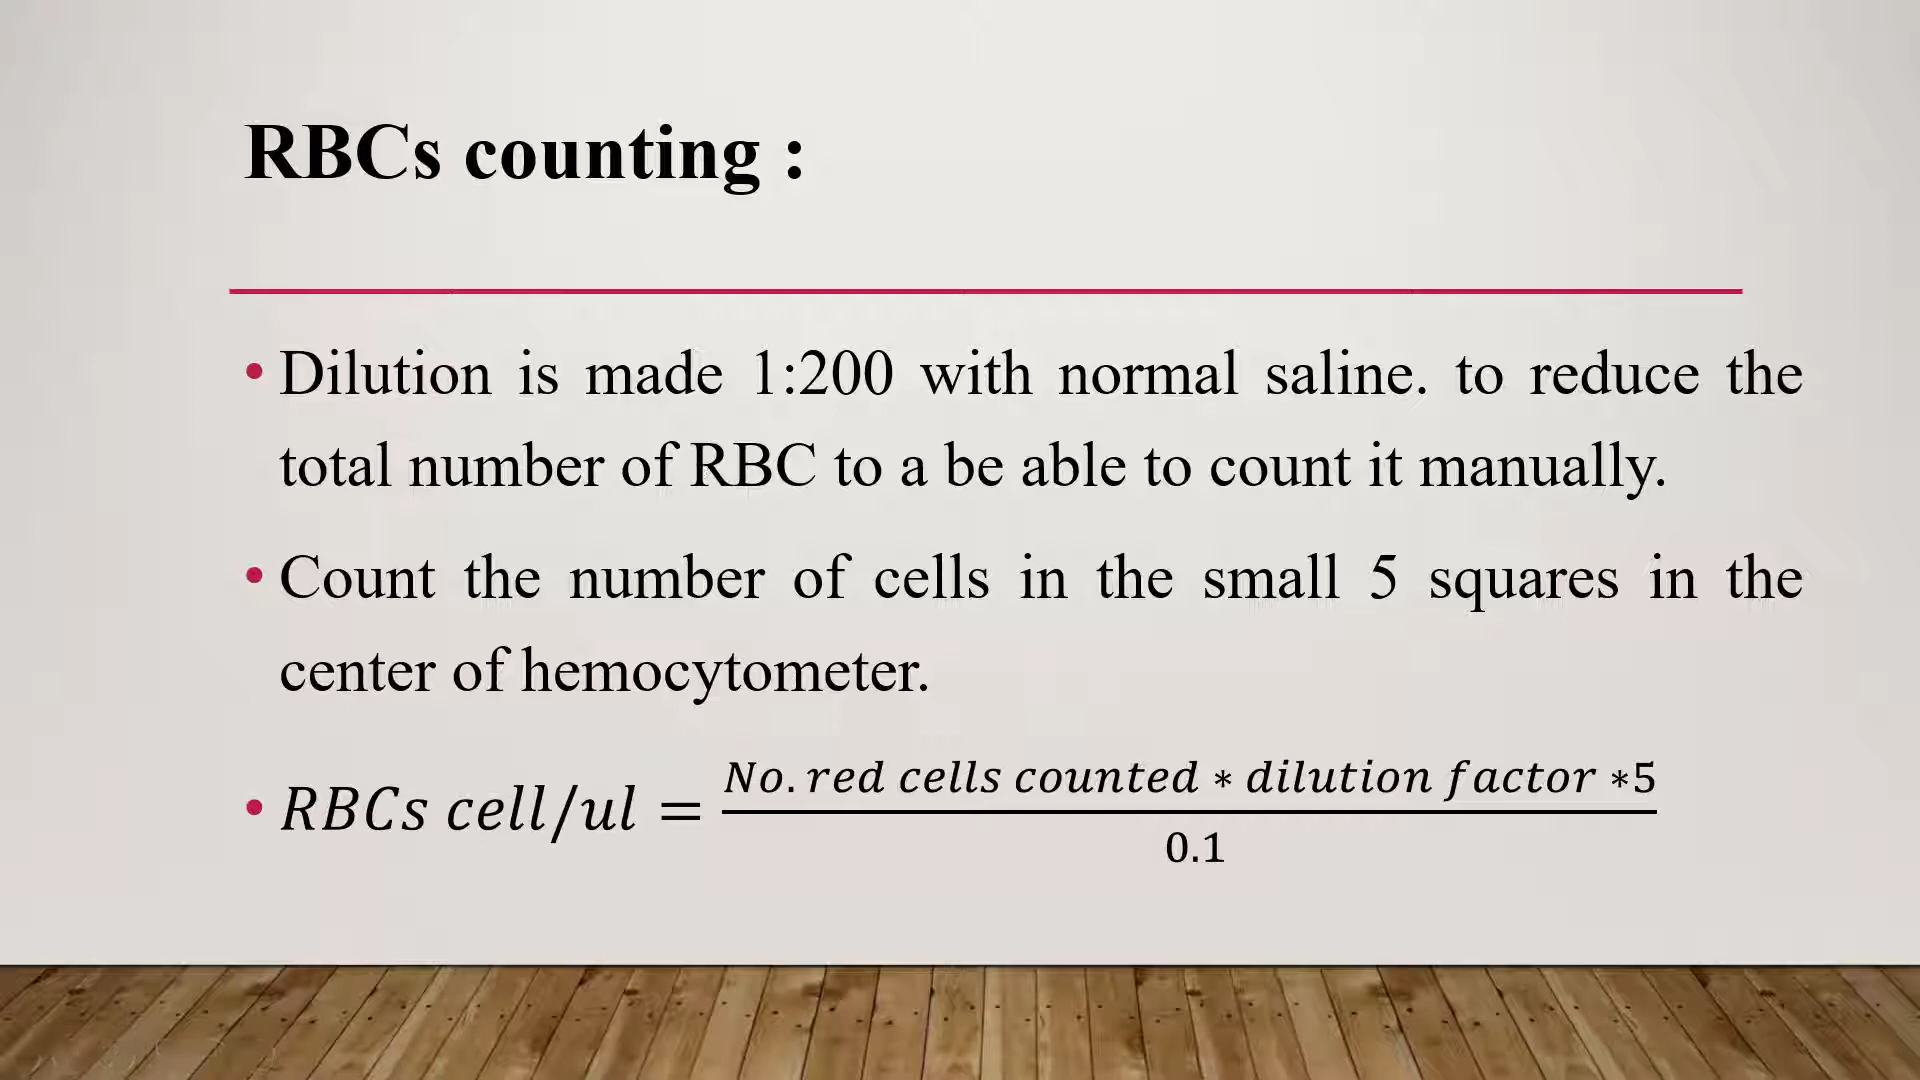 RBCs counting :
• Dilution is made 1:200 with normal saline. to reduce the
total number of RBC to a be able to count it manually.
• Count the number of cells in the small 5 squares in the
center of hemocytometer.
• RBCs cell/ul = No. red cells counted * dilution factor *5
0.1